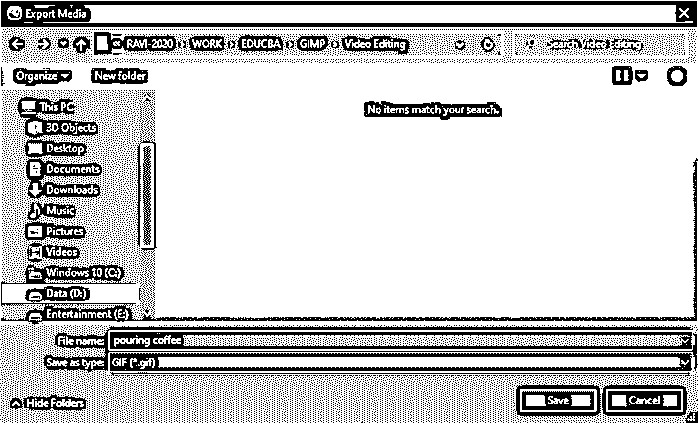 Export Media
« RAVI-2020 › WORK › EDUCBA › GIMP › Video Editing
Search Video Editing
Organize
New folder
This PC
3D Objects
Desktop
Documents
Downloads
Music
Pictures
Videos
Windows 10 (C:)
Data (D:)
Entertainment (E:)
No items match your search.
File name: pouring coffee
Save as type: GIF (*.gif)
Hide Folders
Save
Cancel